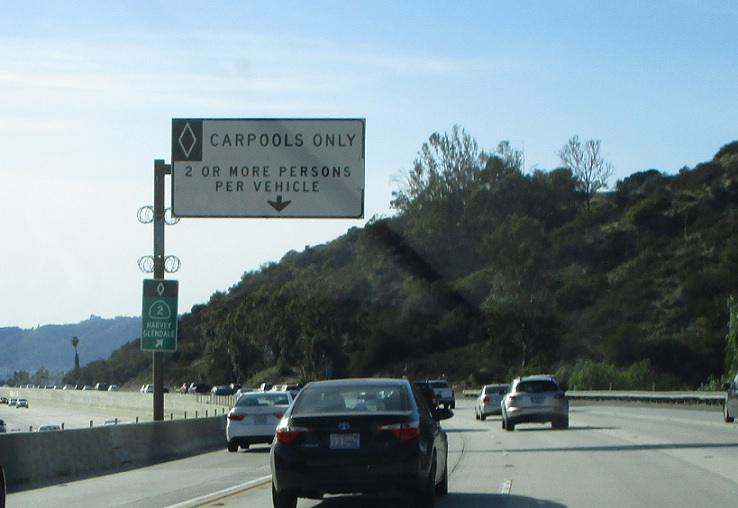 CARPOOLS ONLY
2 OR MORE PERSONS
PER VEHICLE
2
HARVEY
GLENDALE